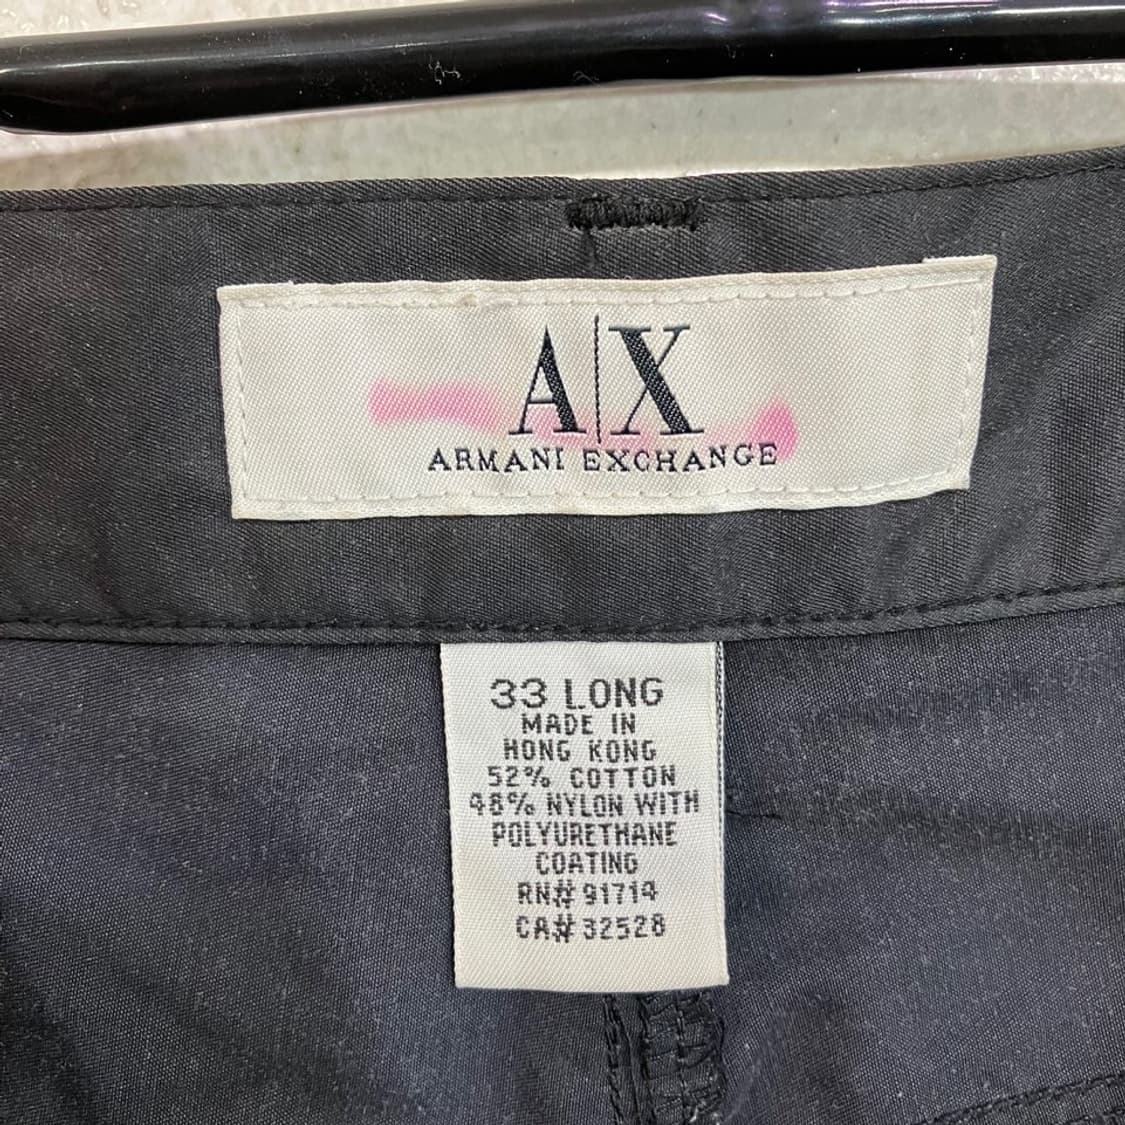 A|X
ARMANI EXCHANGE
33 LONG
MADE IN
HONG KONG
52% COTTON
48% NYLON WITH
POLYURETHANE
COATING
RN# 91714
CA# 32528